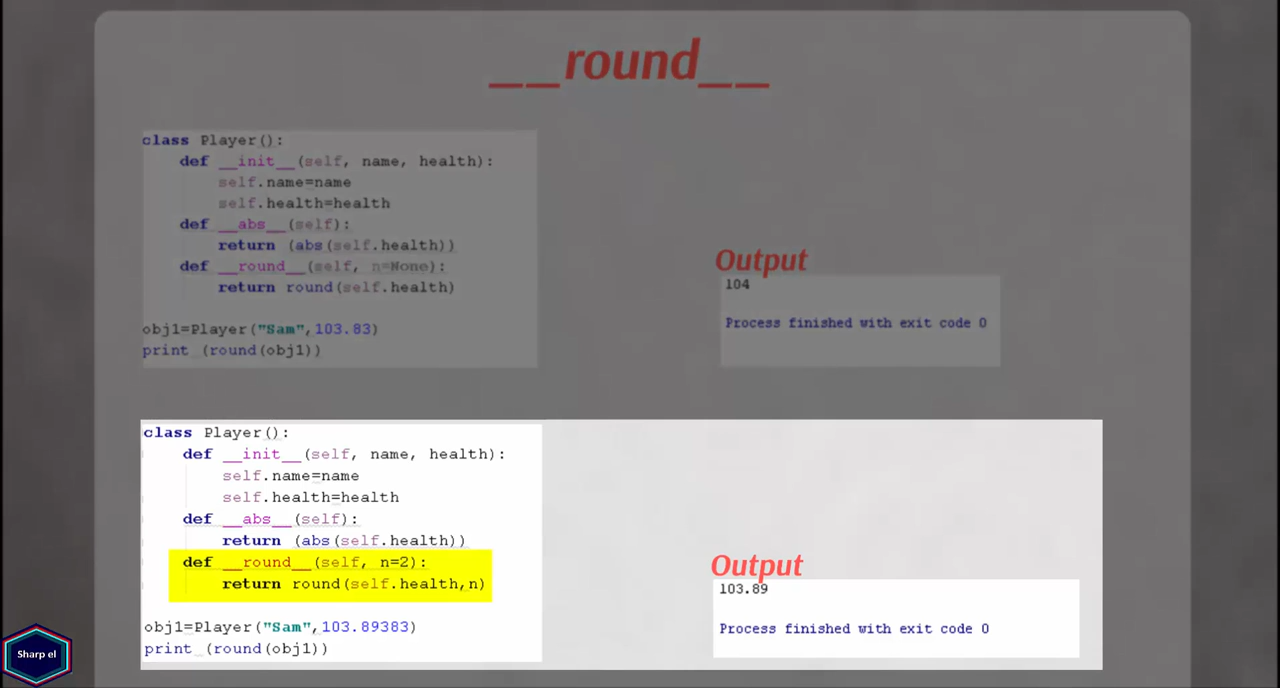 __round__
class Player():
def __init__(self, name, health):
self.name=name
self.health=health
def __abs__(self):
return (abs(self.health))
def __round__(self, n=None):
return round(self.health)
obj1=Player("Sam",103.83)
print (round(obj1))
Output
104
Process finished with exit code 0
class Player():
def __init__(self, name, health):
self.name=name
self.health=health
def __abs__(self):
return (abs(self.health))
def __round__(self, n=2):
return round(self.health,n)
obj1=Player("Sam",103.89383)
print (round(obj1))
Output
103.89
Process finished with exit code 0
Sharp el